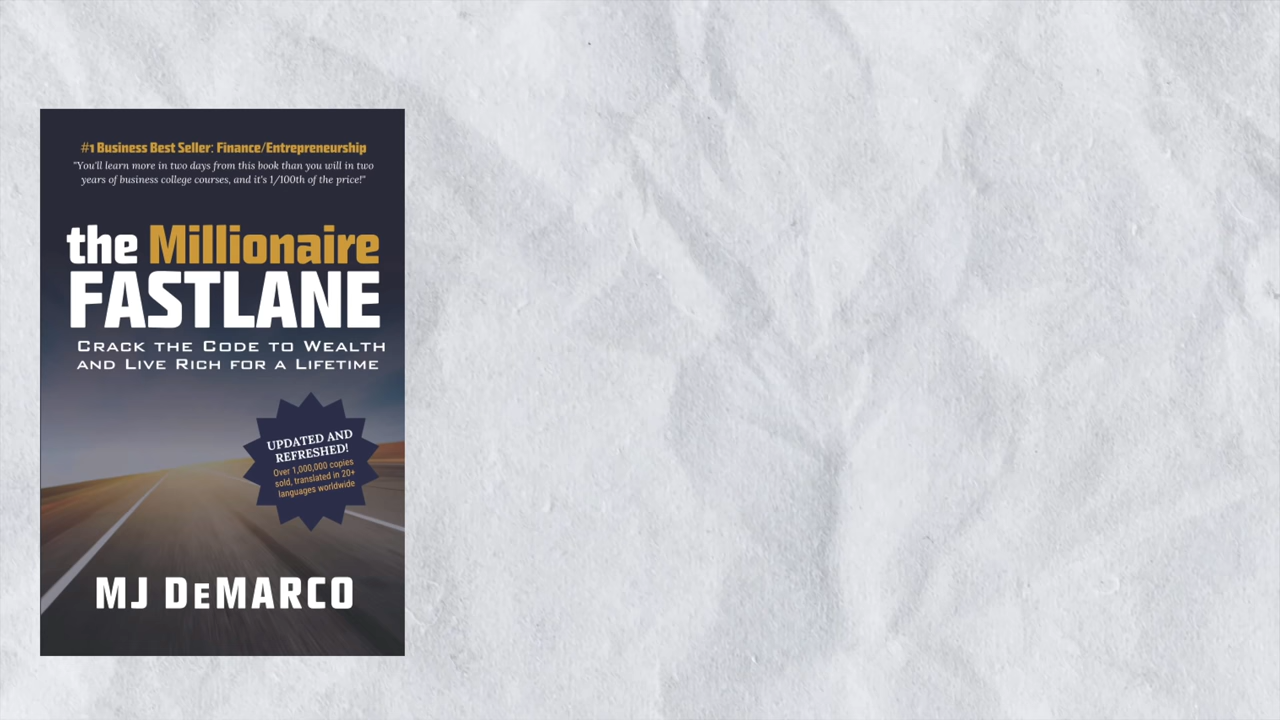 #1 Business Best Seller: Finance/Entrepreneurship
"You'll learn more in two days from this book than you will in two
years of business college courses, and it's 1/100th of the price!"
the Millionaire
FASTLANE
Crack the Code to Wealth
and Live Rich for a Lifetime
UPDATED AND
REFRESHED!
Over 1,000,000 copies
sold, translated in 20+
languages worldwide
MJ DeMarco